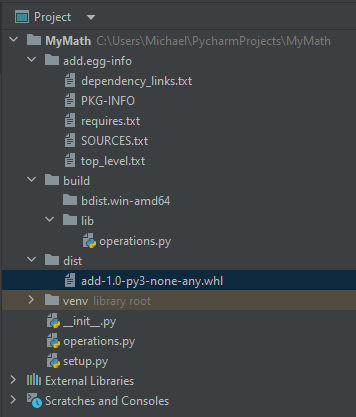 Project
MyMath C:\Users\Michael\PycharmProjects\MyMath
add.egg-info
dependency_links.txt
PKG-INFO
requires.txt
SOURCES.txt
top_level.txt
build
bdist.win-amd64
lib
operations.py
dist
add-1.0-py3-none-any.whl
venv library root
__init__.py
operations.py
setup.py
External Libraries
Scratches and Consoles